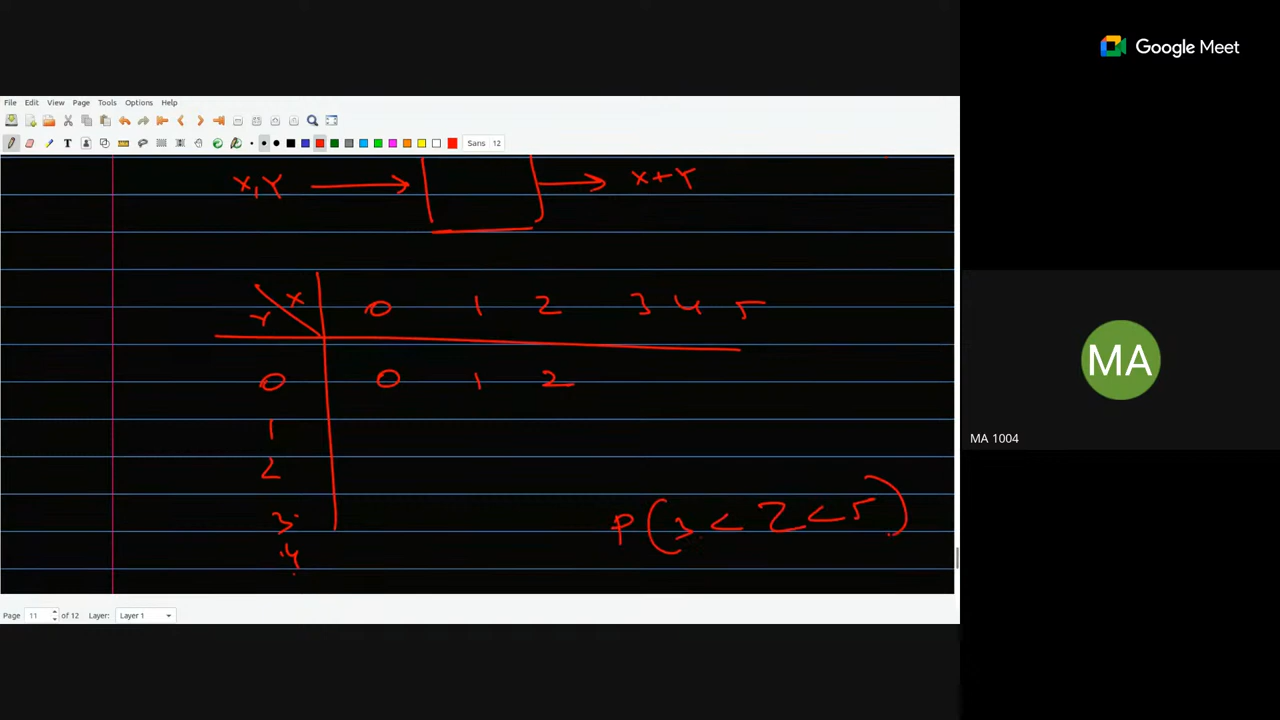 Google Meet
File Edit View Page Tools Options Help
Sans 12
X, Y X+Y
X 0 1 2 3 4 5
Y
0 0 1 2
1
2
3
P(3 < Z < 5)
4
MA
MA 1004
Page 11 of 12 Layer: Layer 1